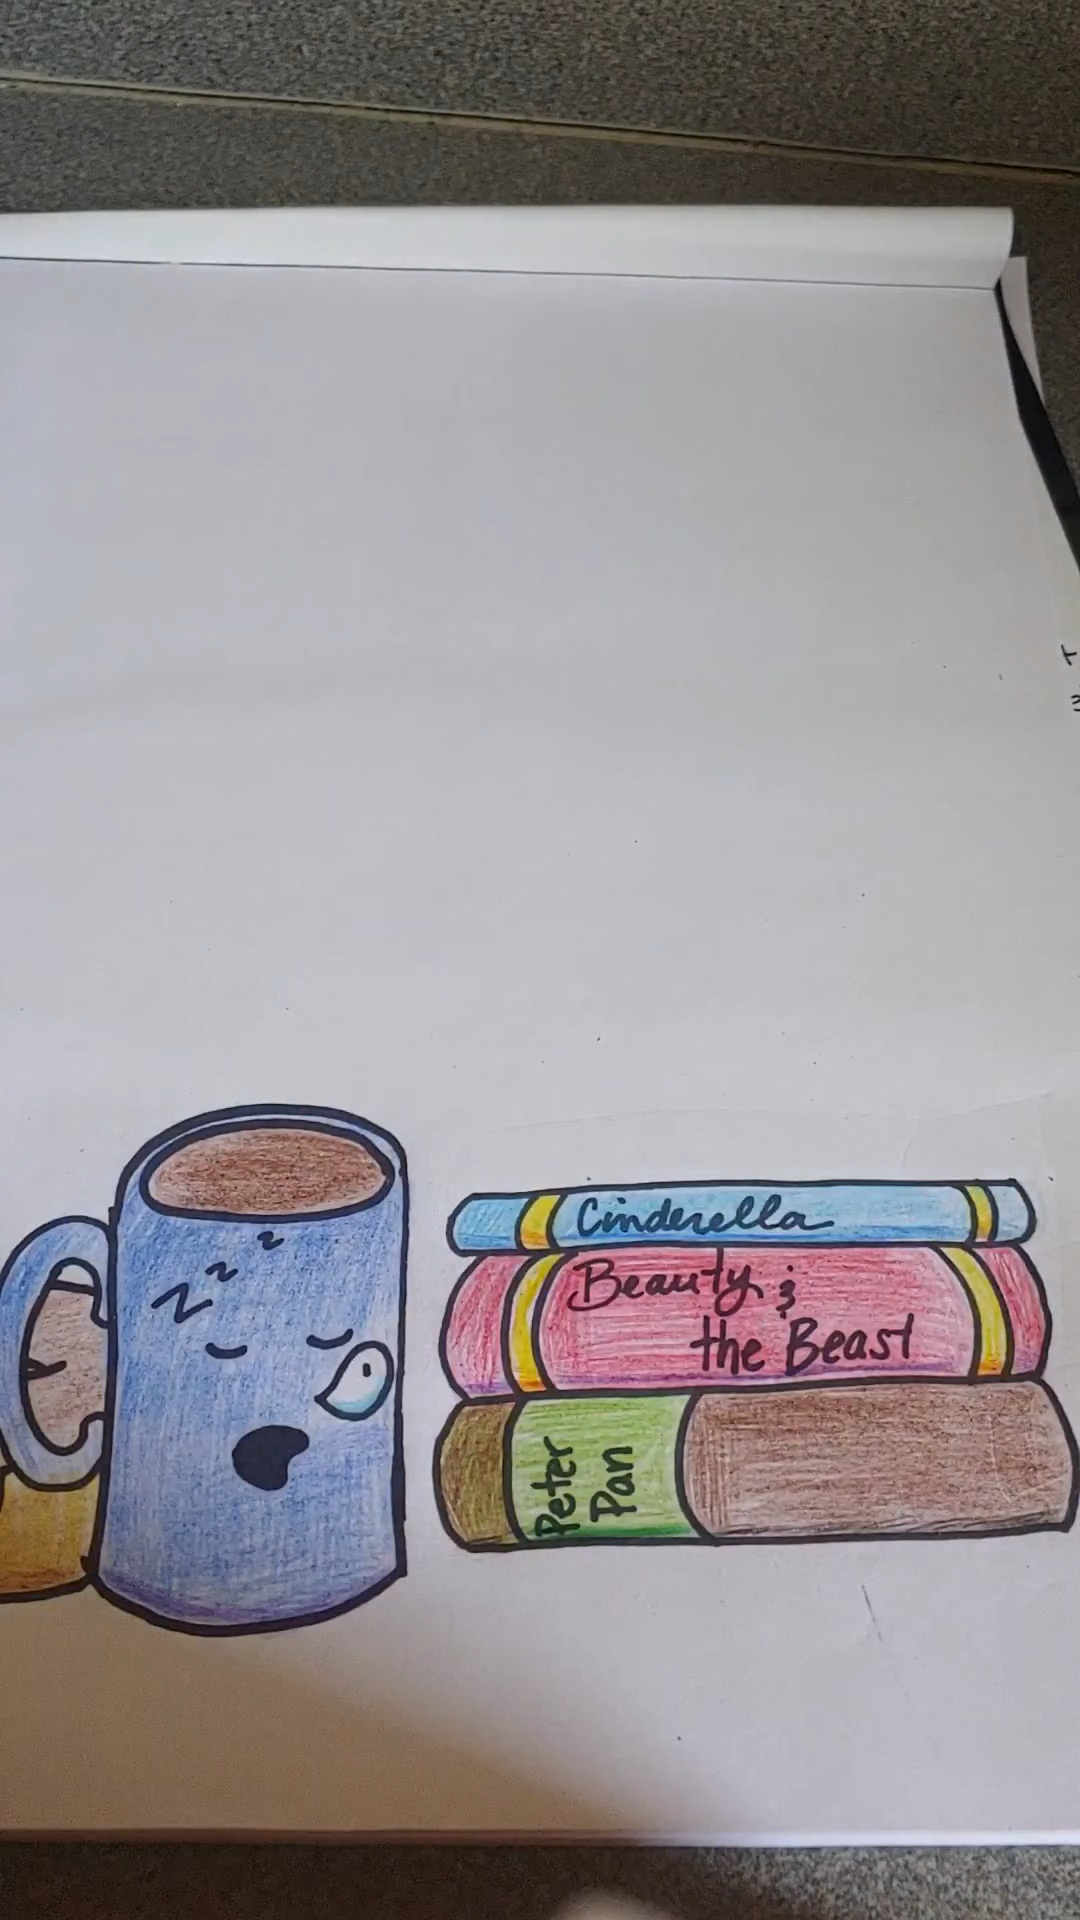 z
z
Z
Cinderella
Beauty &
the Beast
Peter
Pan